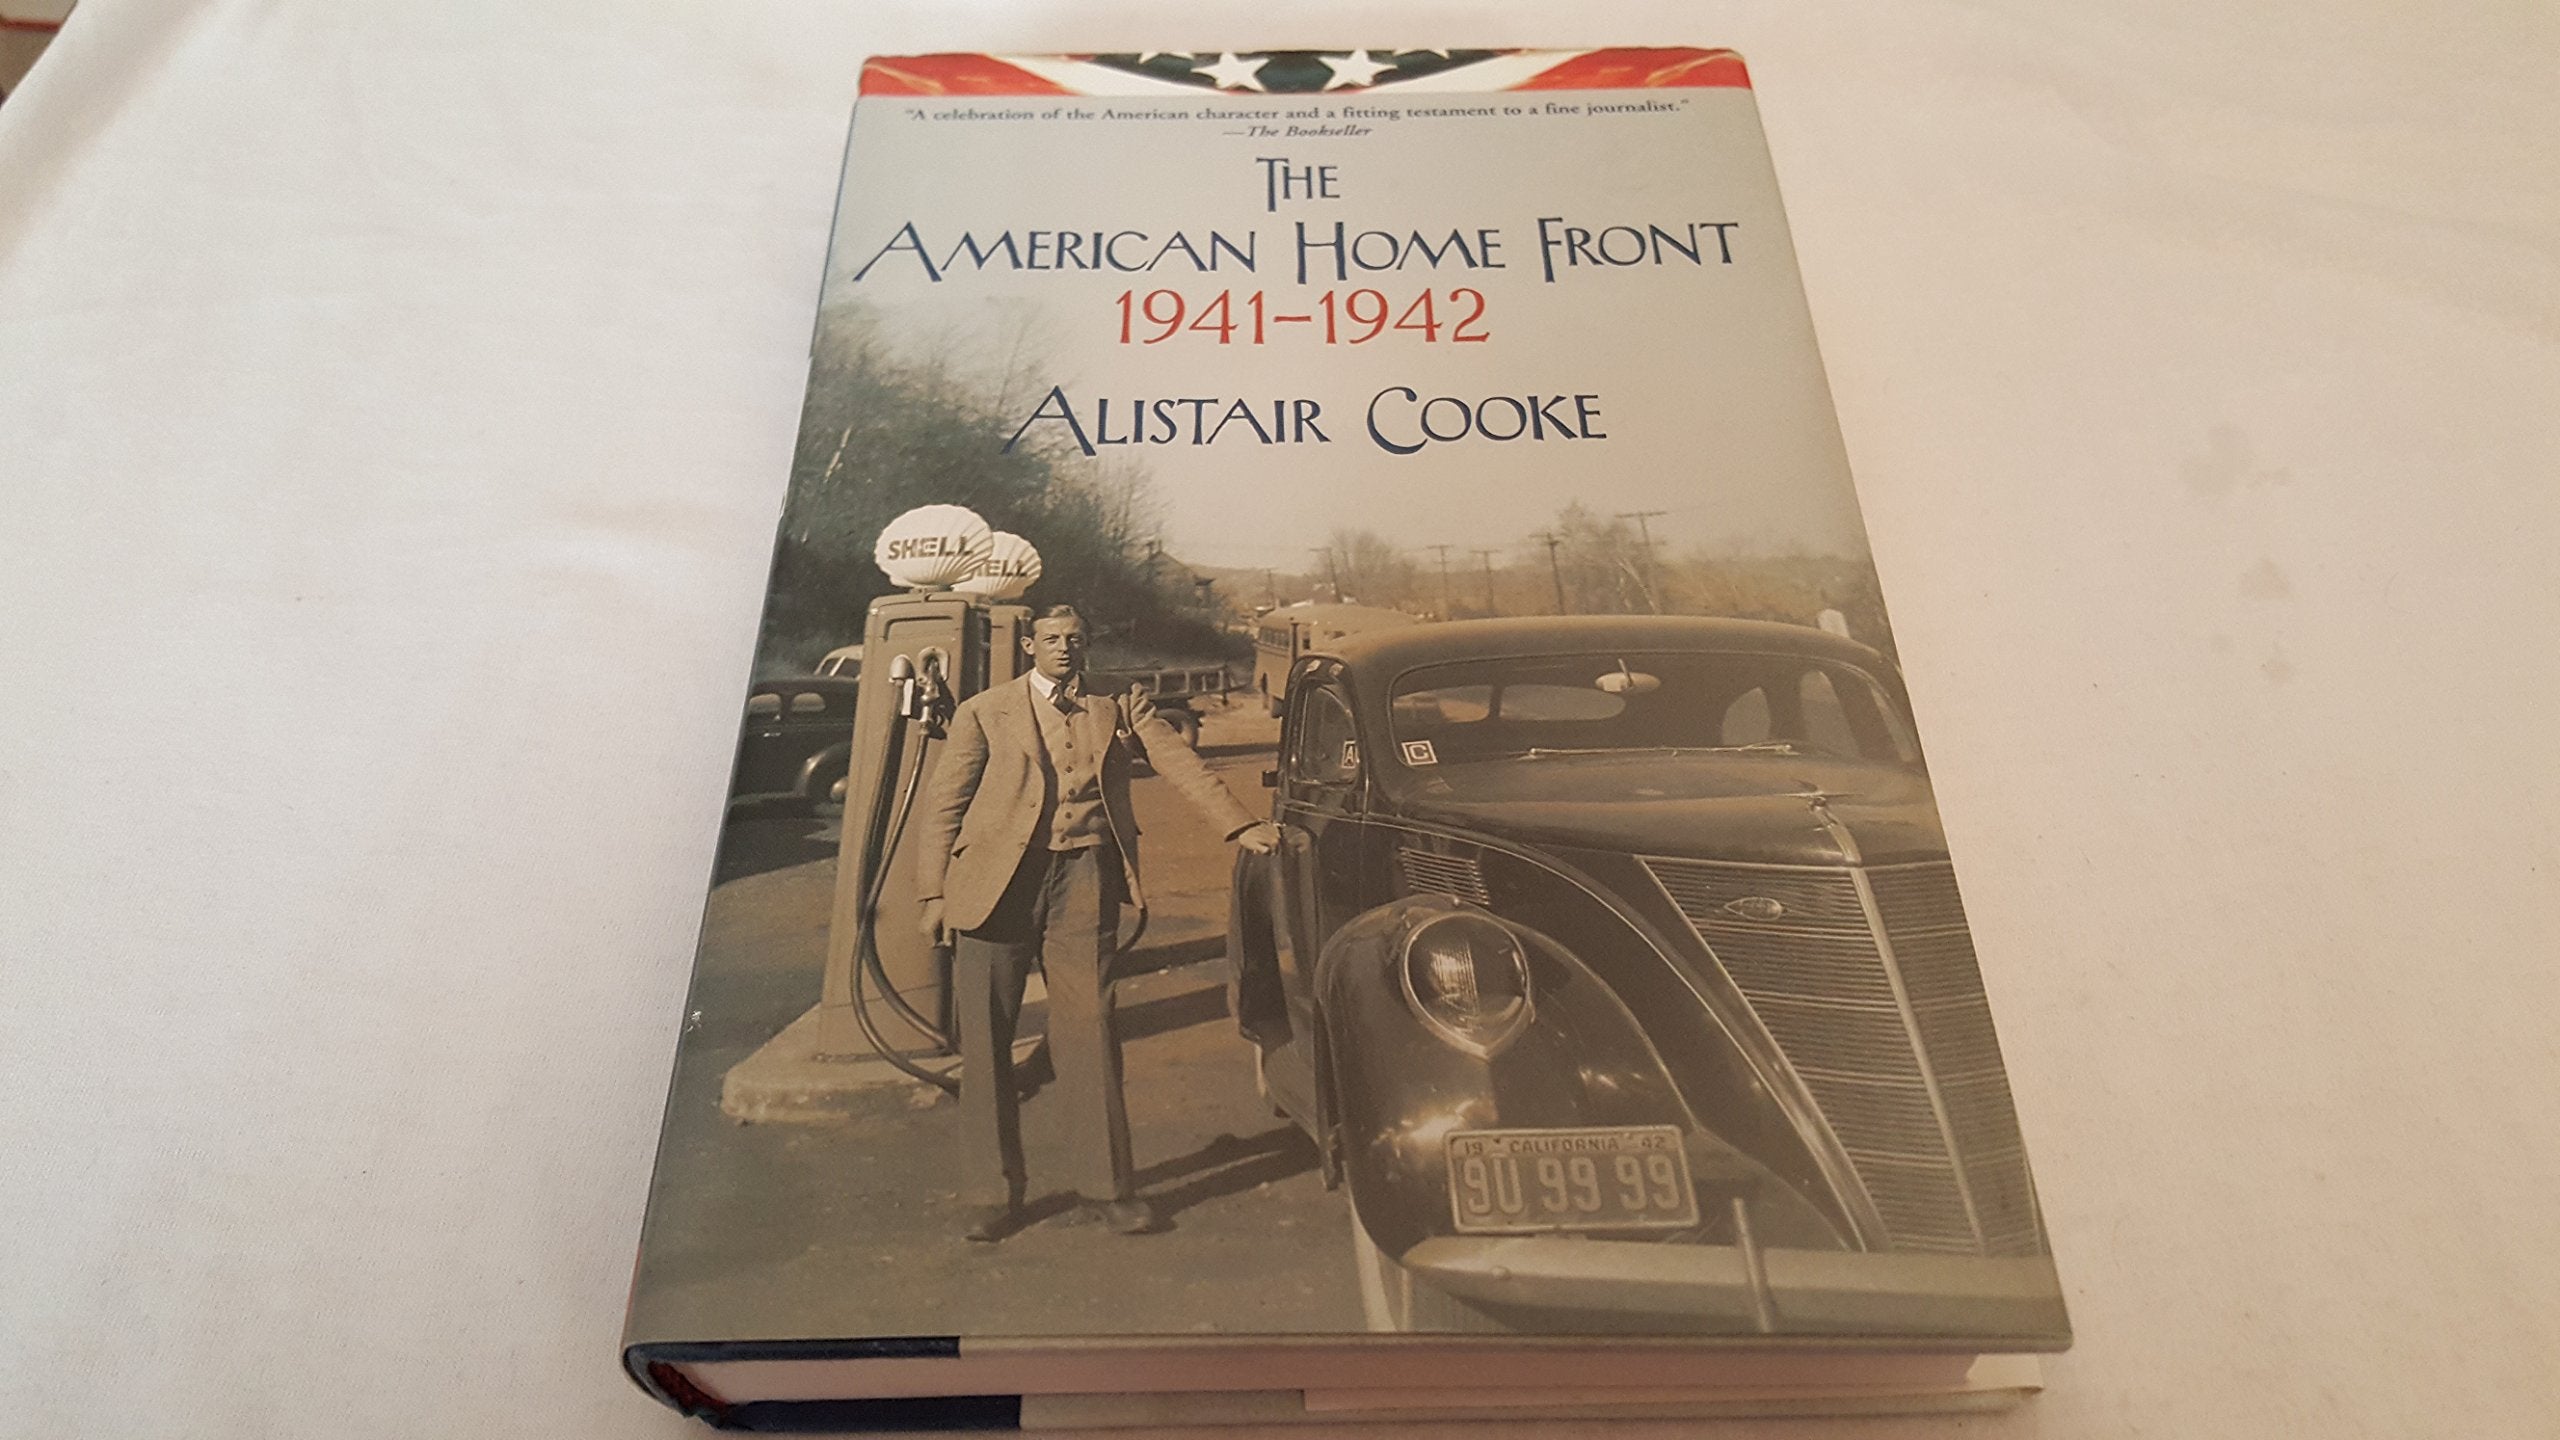 "A celebration of the American character and a fitting testament to a fine journalist."
—The Bookseller
THE
AMERICAN HOME FRONT
1941–1942
ALISTAIR COOKE
SHELL
ELL
A
C
19 CALIFORNIA 42
9U 99 99